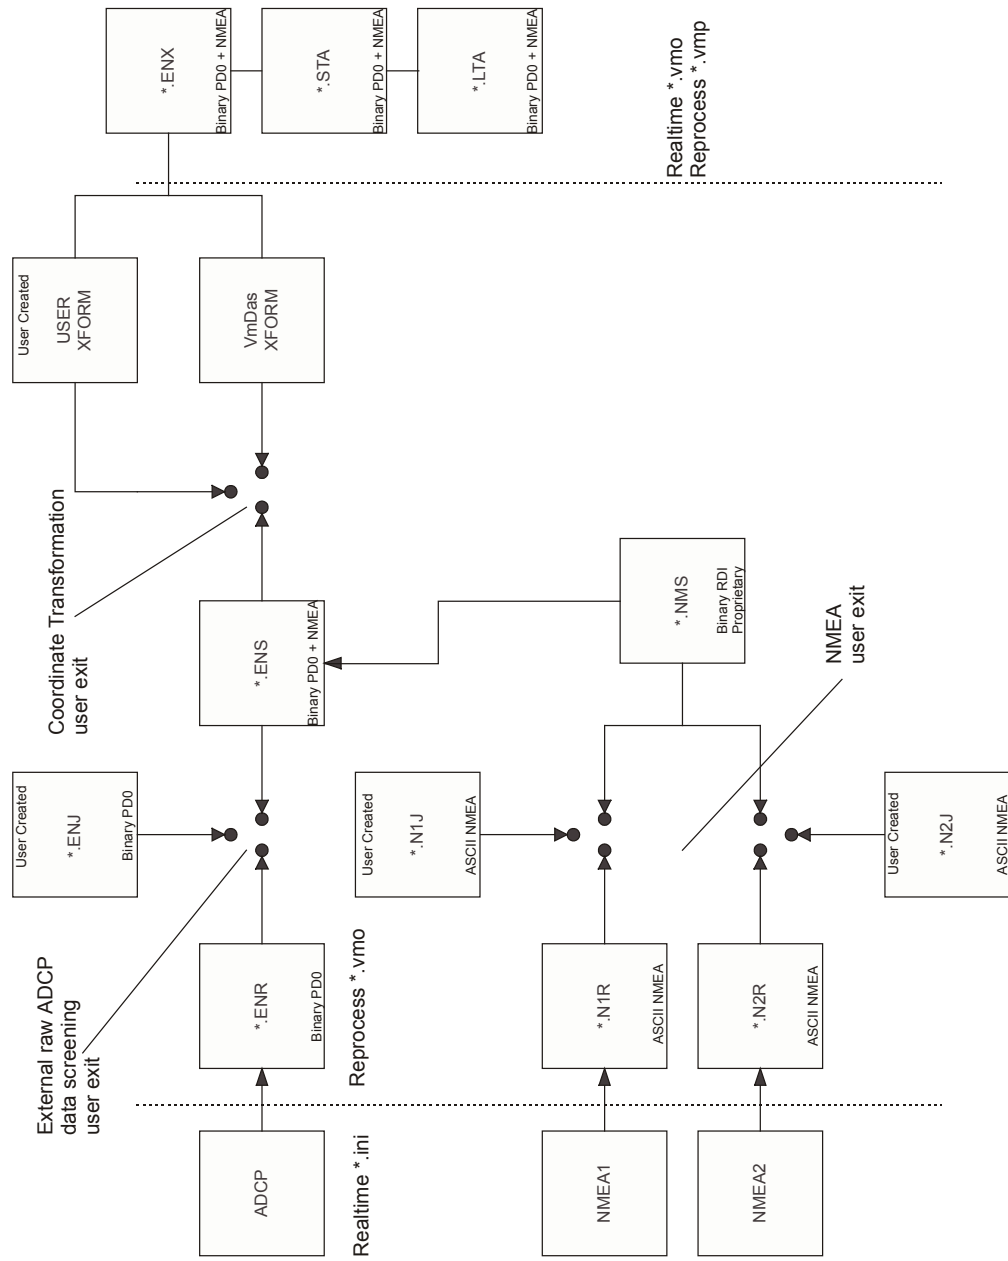 External raw ADCP
data screening
user exit
Coordinate Transformation
user exit
User Created
*.ENJ
Binary PD0
User Created
USER
XFORM
ADCP
*.ENR
Binary PD0
*.ENS
Binary PD0 + NMEA
VmDas
XFORM
*.ENX
Binary PD0 + NMEA
*.STA
Binary PD0 + NMEA
*.LTA
Binary PD0 + NMEA
Realtime *.ini
Reprocess *.vmo
User Created
*.N1J
ASCII NMEA
NMEA1
*.N1R
ASCII NMEA
*.NMS
Binary RDI
Proprietary
Realtime *.vmo
Reprocess *.vmp
NMEA2
*.N2R
ASCII NMEA
NMEA
user exit
User Created
*.N2J
ASCII NMEA